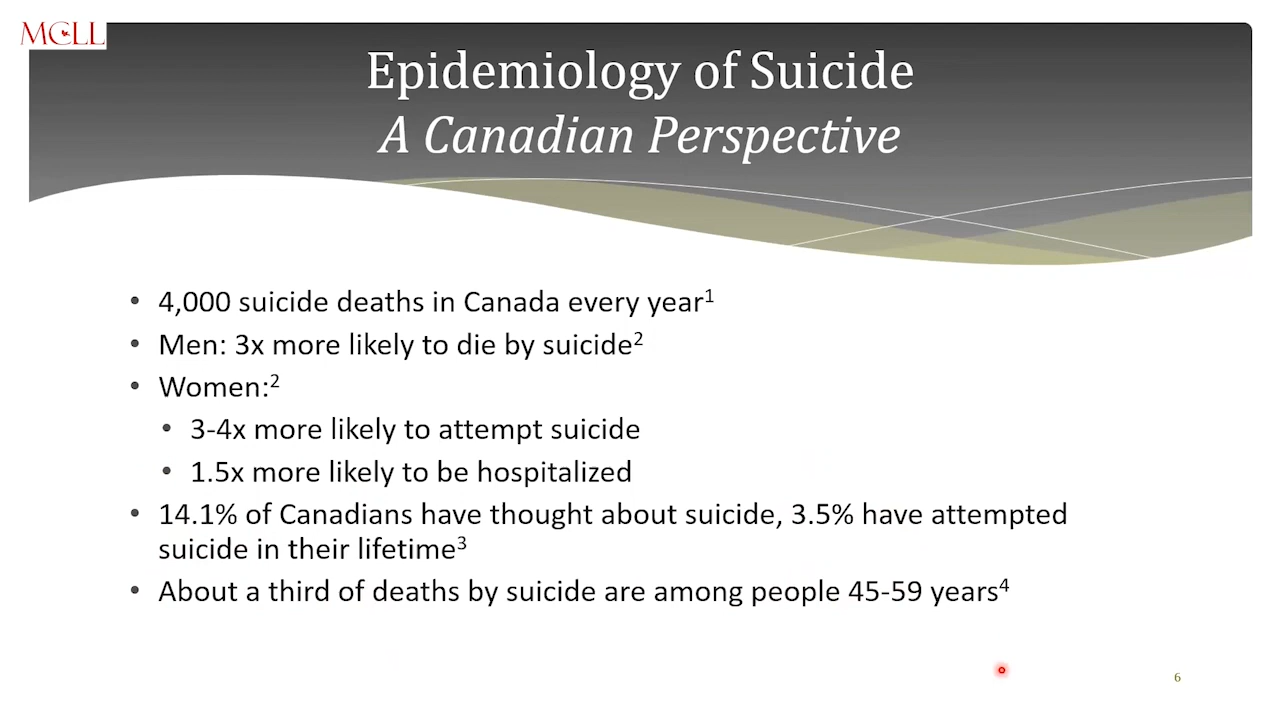 MCLL
Epidemiology of Suicide
A Canadian Perspective
• 4,000 suicide deaths in Canada every year¹
• Men: 3x more likely to die by suicide²
• Women:²
• 3-4x more likely to attempt suicide
• 1.5x more likely to be hospitalized
• 14.1% of Canadians have thought about suicide, 3.5% have attempted
suicide in their lifetime³
• About a third of deaths by suicide are among people 45-59 years⁴
6